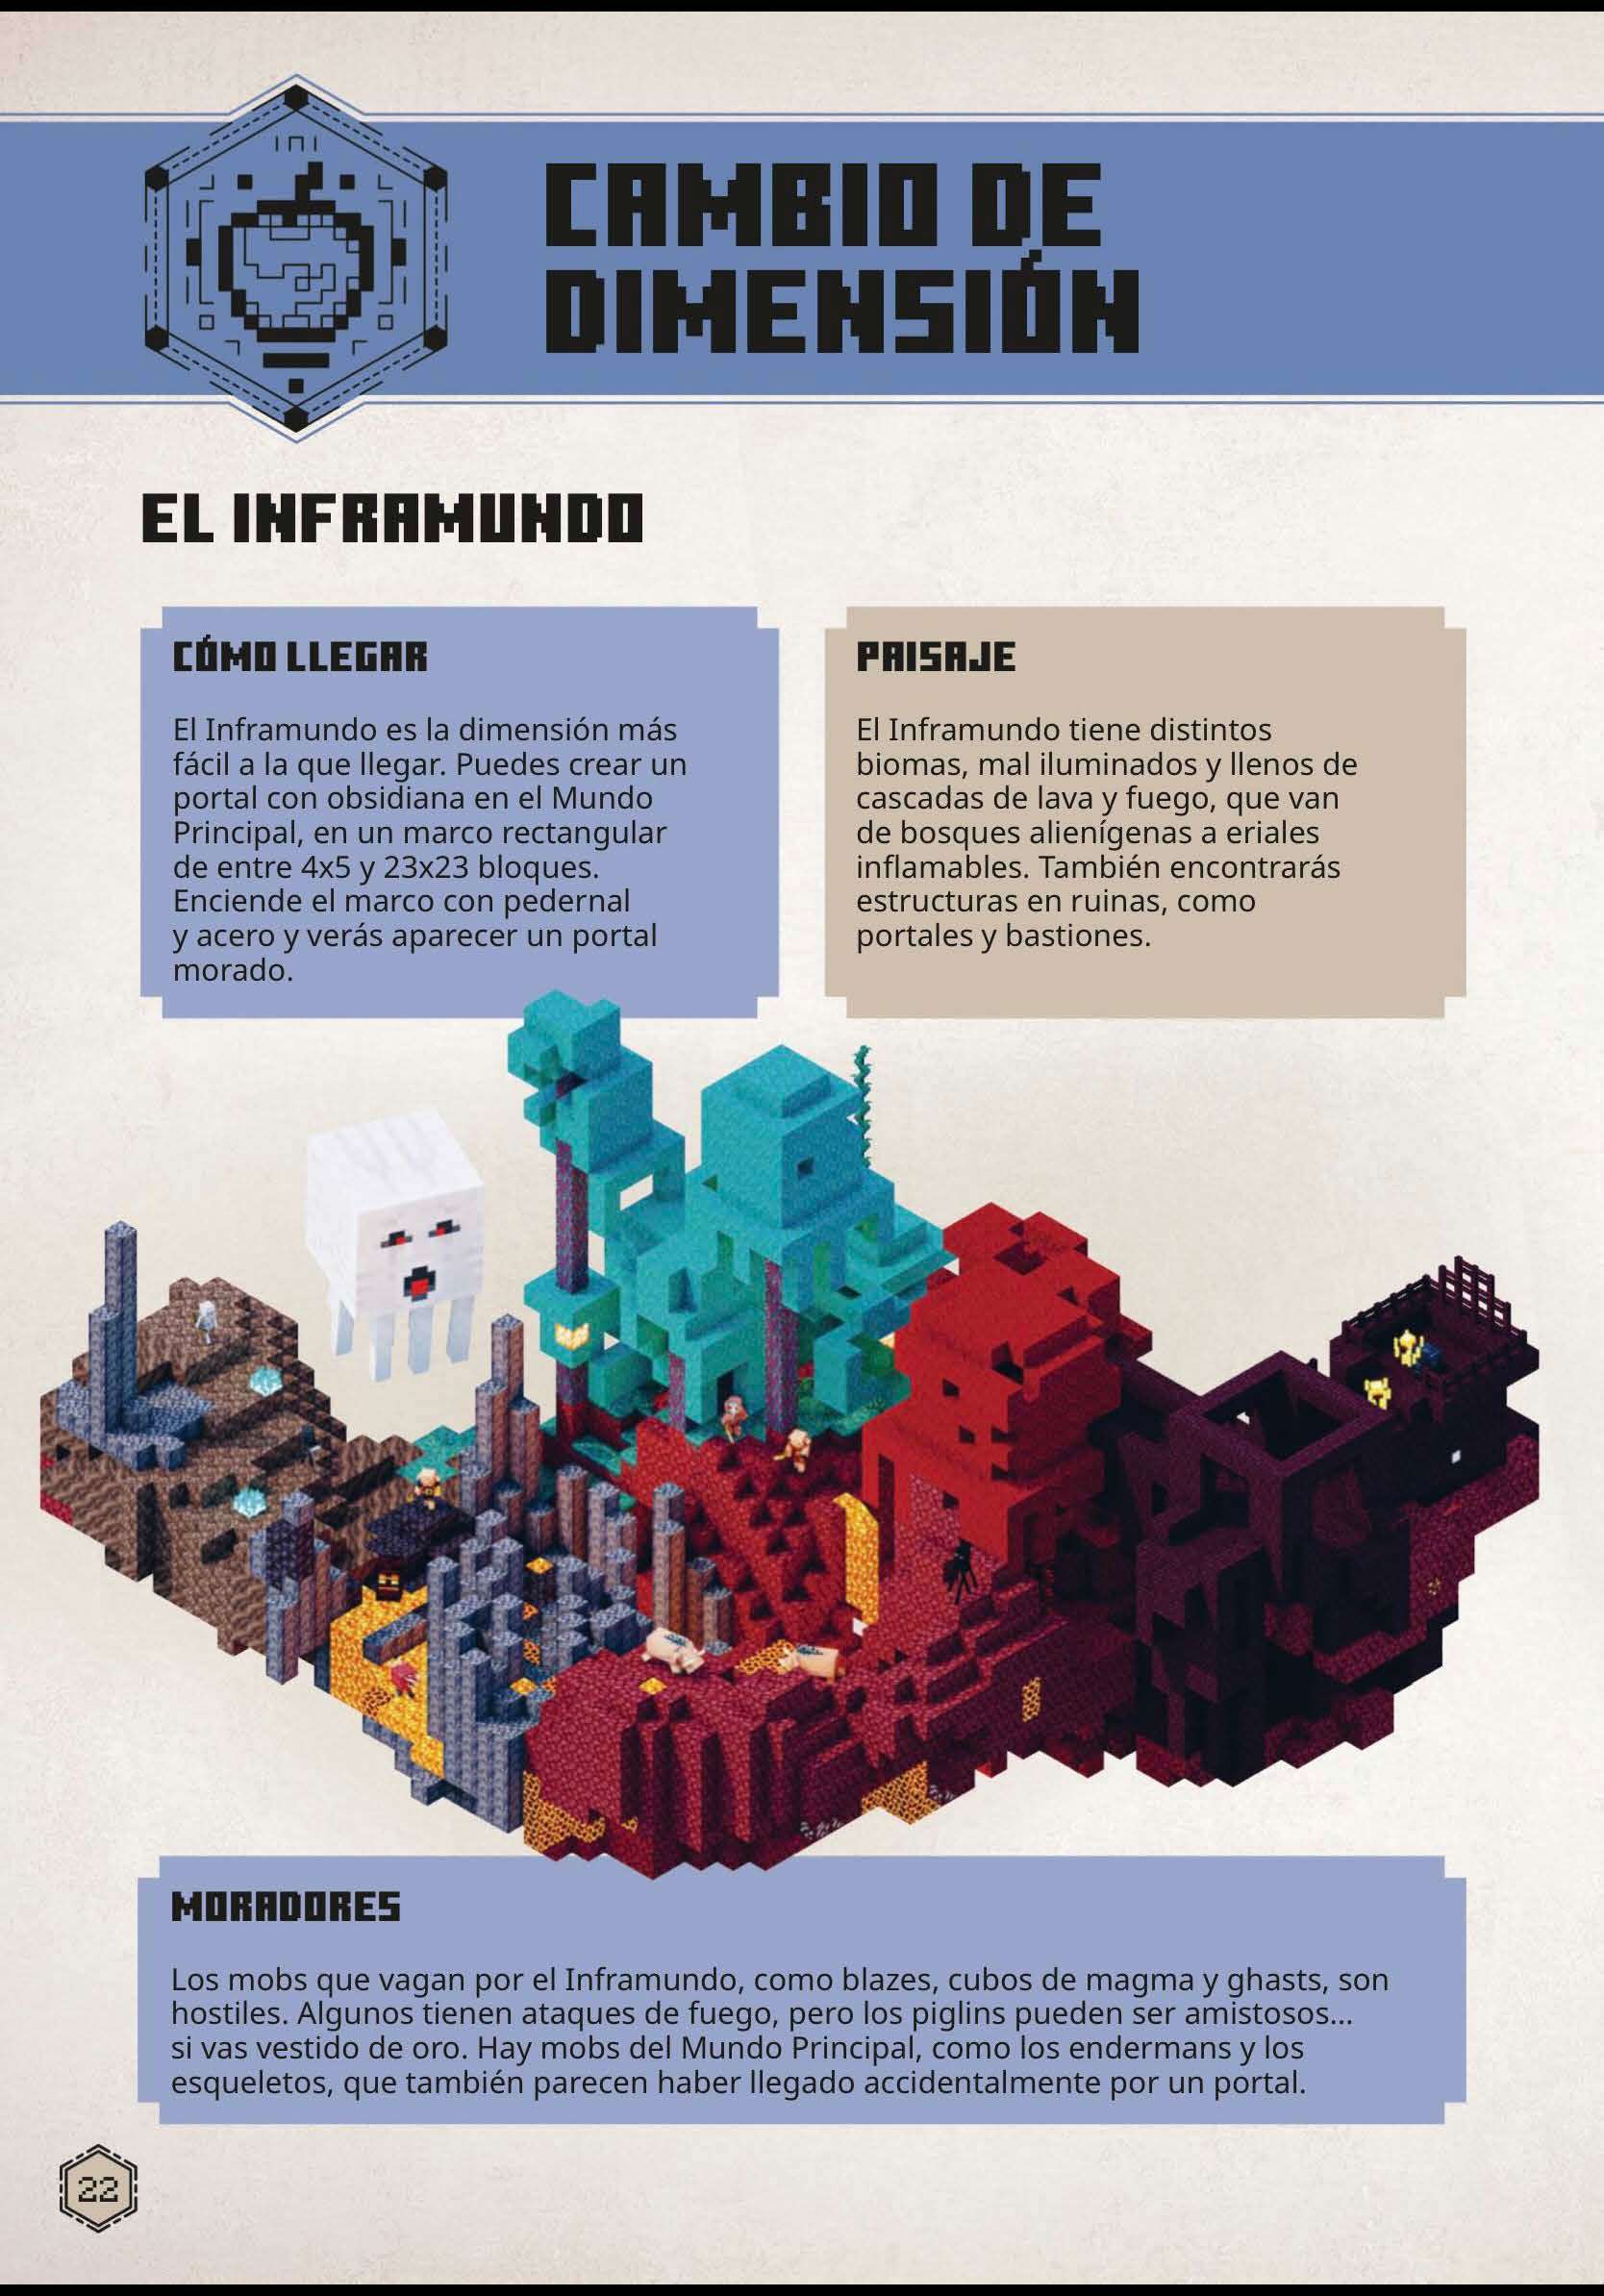 CAMBIO DE
DIMENSIÓN
EL INFRAMUNDO
CÓMO LLEGAR
El Inframundo es la dimensión más
fácil a la que llegar. Puedes crear un
portal con obsidiana en el Mundo
Principal, en un marco rectangular
de entre 4x5 y 23x23 bloques.
Enciende el marco con pedernal
y acero y verás aparecer un portal
morado.
PAISAJE
El Inframundo tiene distintos
biomas, mal iluminados y llenos de
cascadas de lava y fuego, que van
de bosques alienígenas a eriales
inflamables. También encontrarás
estructuras en ruinas, como
portales y bastiones.
MORADORES
Los mobs que vagan por el Inframundo, como blazes, cubos de magma y ghasts, son
hostiles. Algunos tienen ataques de fuego, pero los piglins pueden ser amistosos...
si vas vestido de oro. Hay mobs del Mundo Principal, como los endermans y los
esqueletos, que también parecen haber llegado accidentalmente por un portal.
22